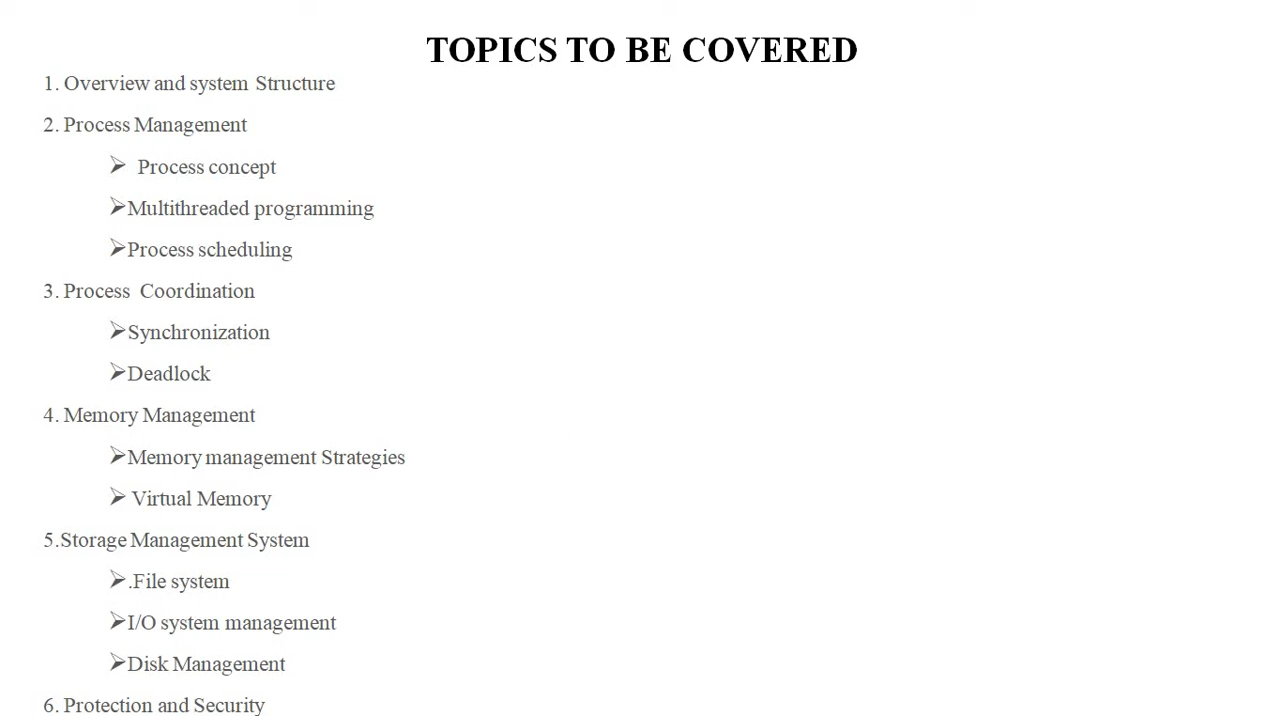 TOPICS TO BE COVERED
1. Overview and system Structure
2. Process Management
➢ Process concept
➢Multithreaded programming
➢Process scheduling
3. Process Coordination
➢Synchronization
➢Deadlock
4. Memory Management
➢Memory management Strategies
➢ Virtual Memory
5.Storage Management System
➢.File system
➢I/O system management
➢Disk Management
6. Protection and Security